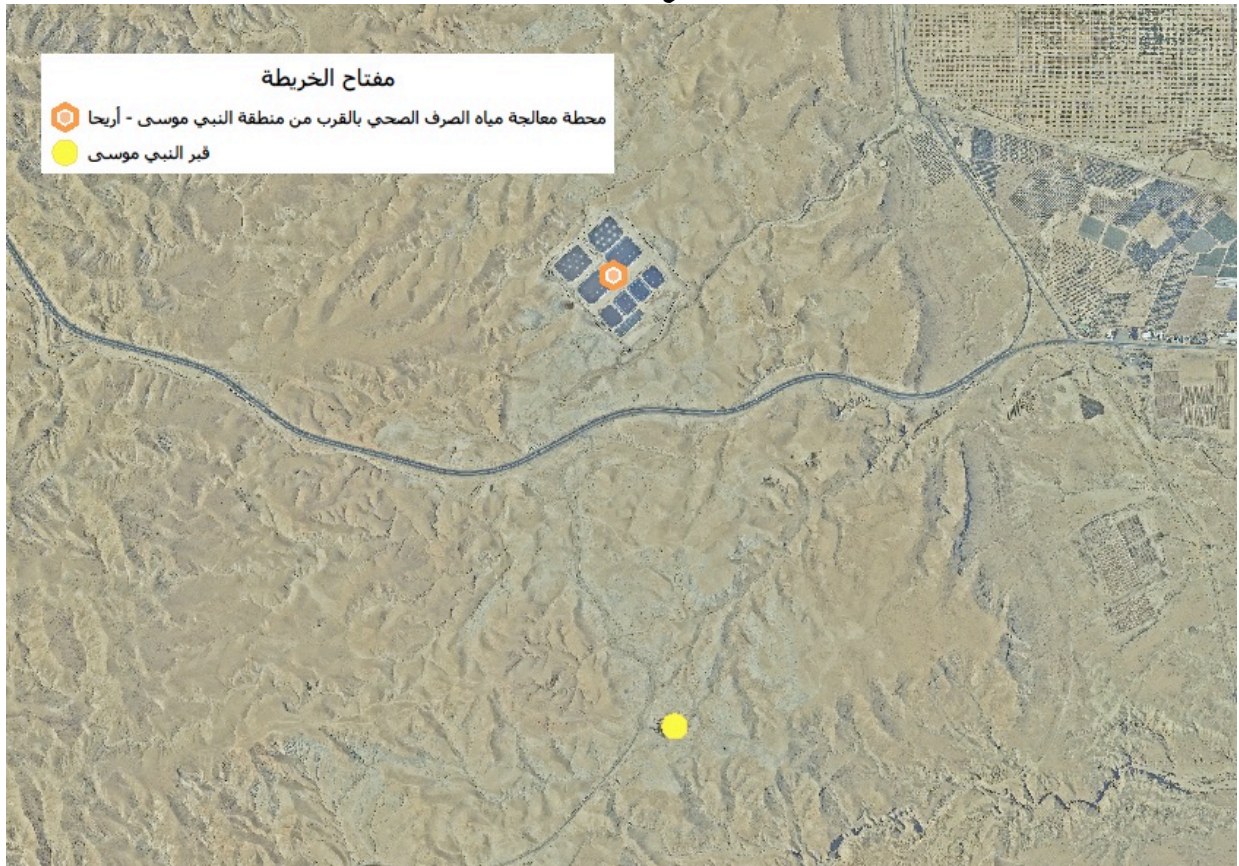 مفتاح الخريطة
محطة معالجة مياه الصرف الصحي بالقرب من منطقة النبي موسى - أريحا
قبر النبي موسى